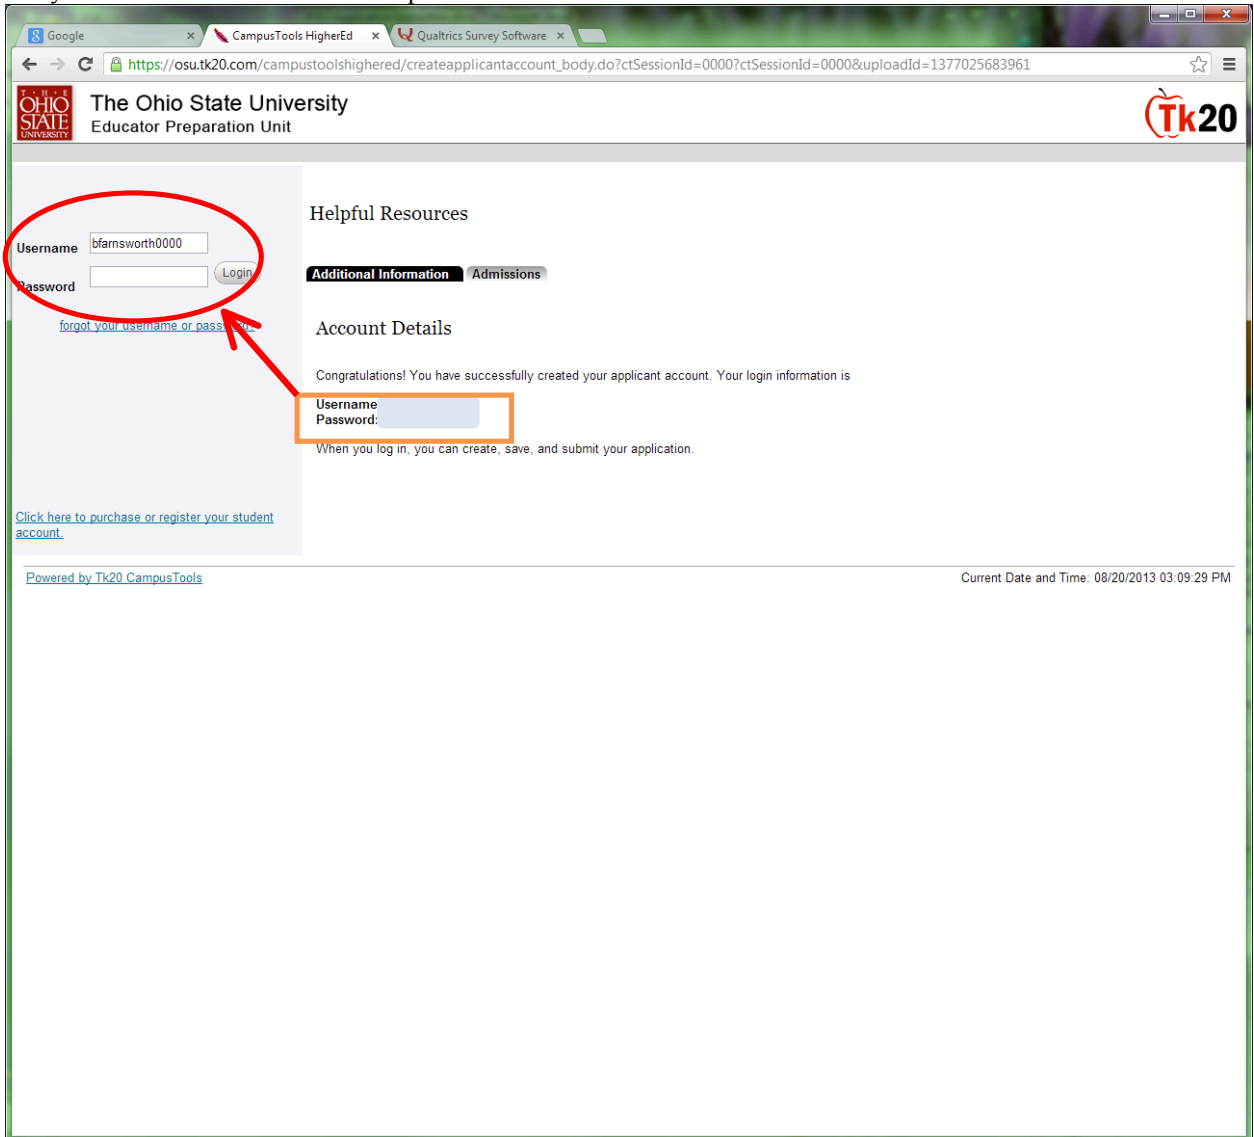 Google
CampusTools HigherEd
Qualtrics Survey Software
https://osu.tk20.com/campustoolshighered/createapplicantaccount_body.do?ctSessionId=0000?ctSessionId=0000&uploadId=1377025683961
T · H · E
OHIO
STATE
UNIVERSITY
The Ohio State University
Educator Preparation Unit
Tk20
Username bfarnsworth0000
Password
Login
forgot your username or password?
Click here to purchase or register your student
account.
Helpful Resources
Additional Information Admissions
Account Details
Congratulations! You have successfully created your applicant account. Your login information is
Username
Password:
When you log in, you can create, save, and submit your application.
Powered by Tk20 CampusTools
Current Date and Time: 08/20/2013 03:09:29 PM